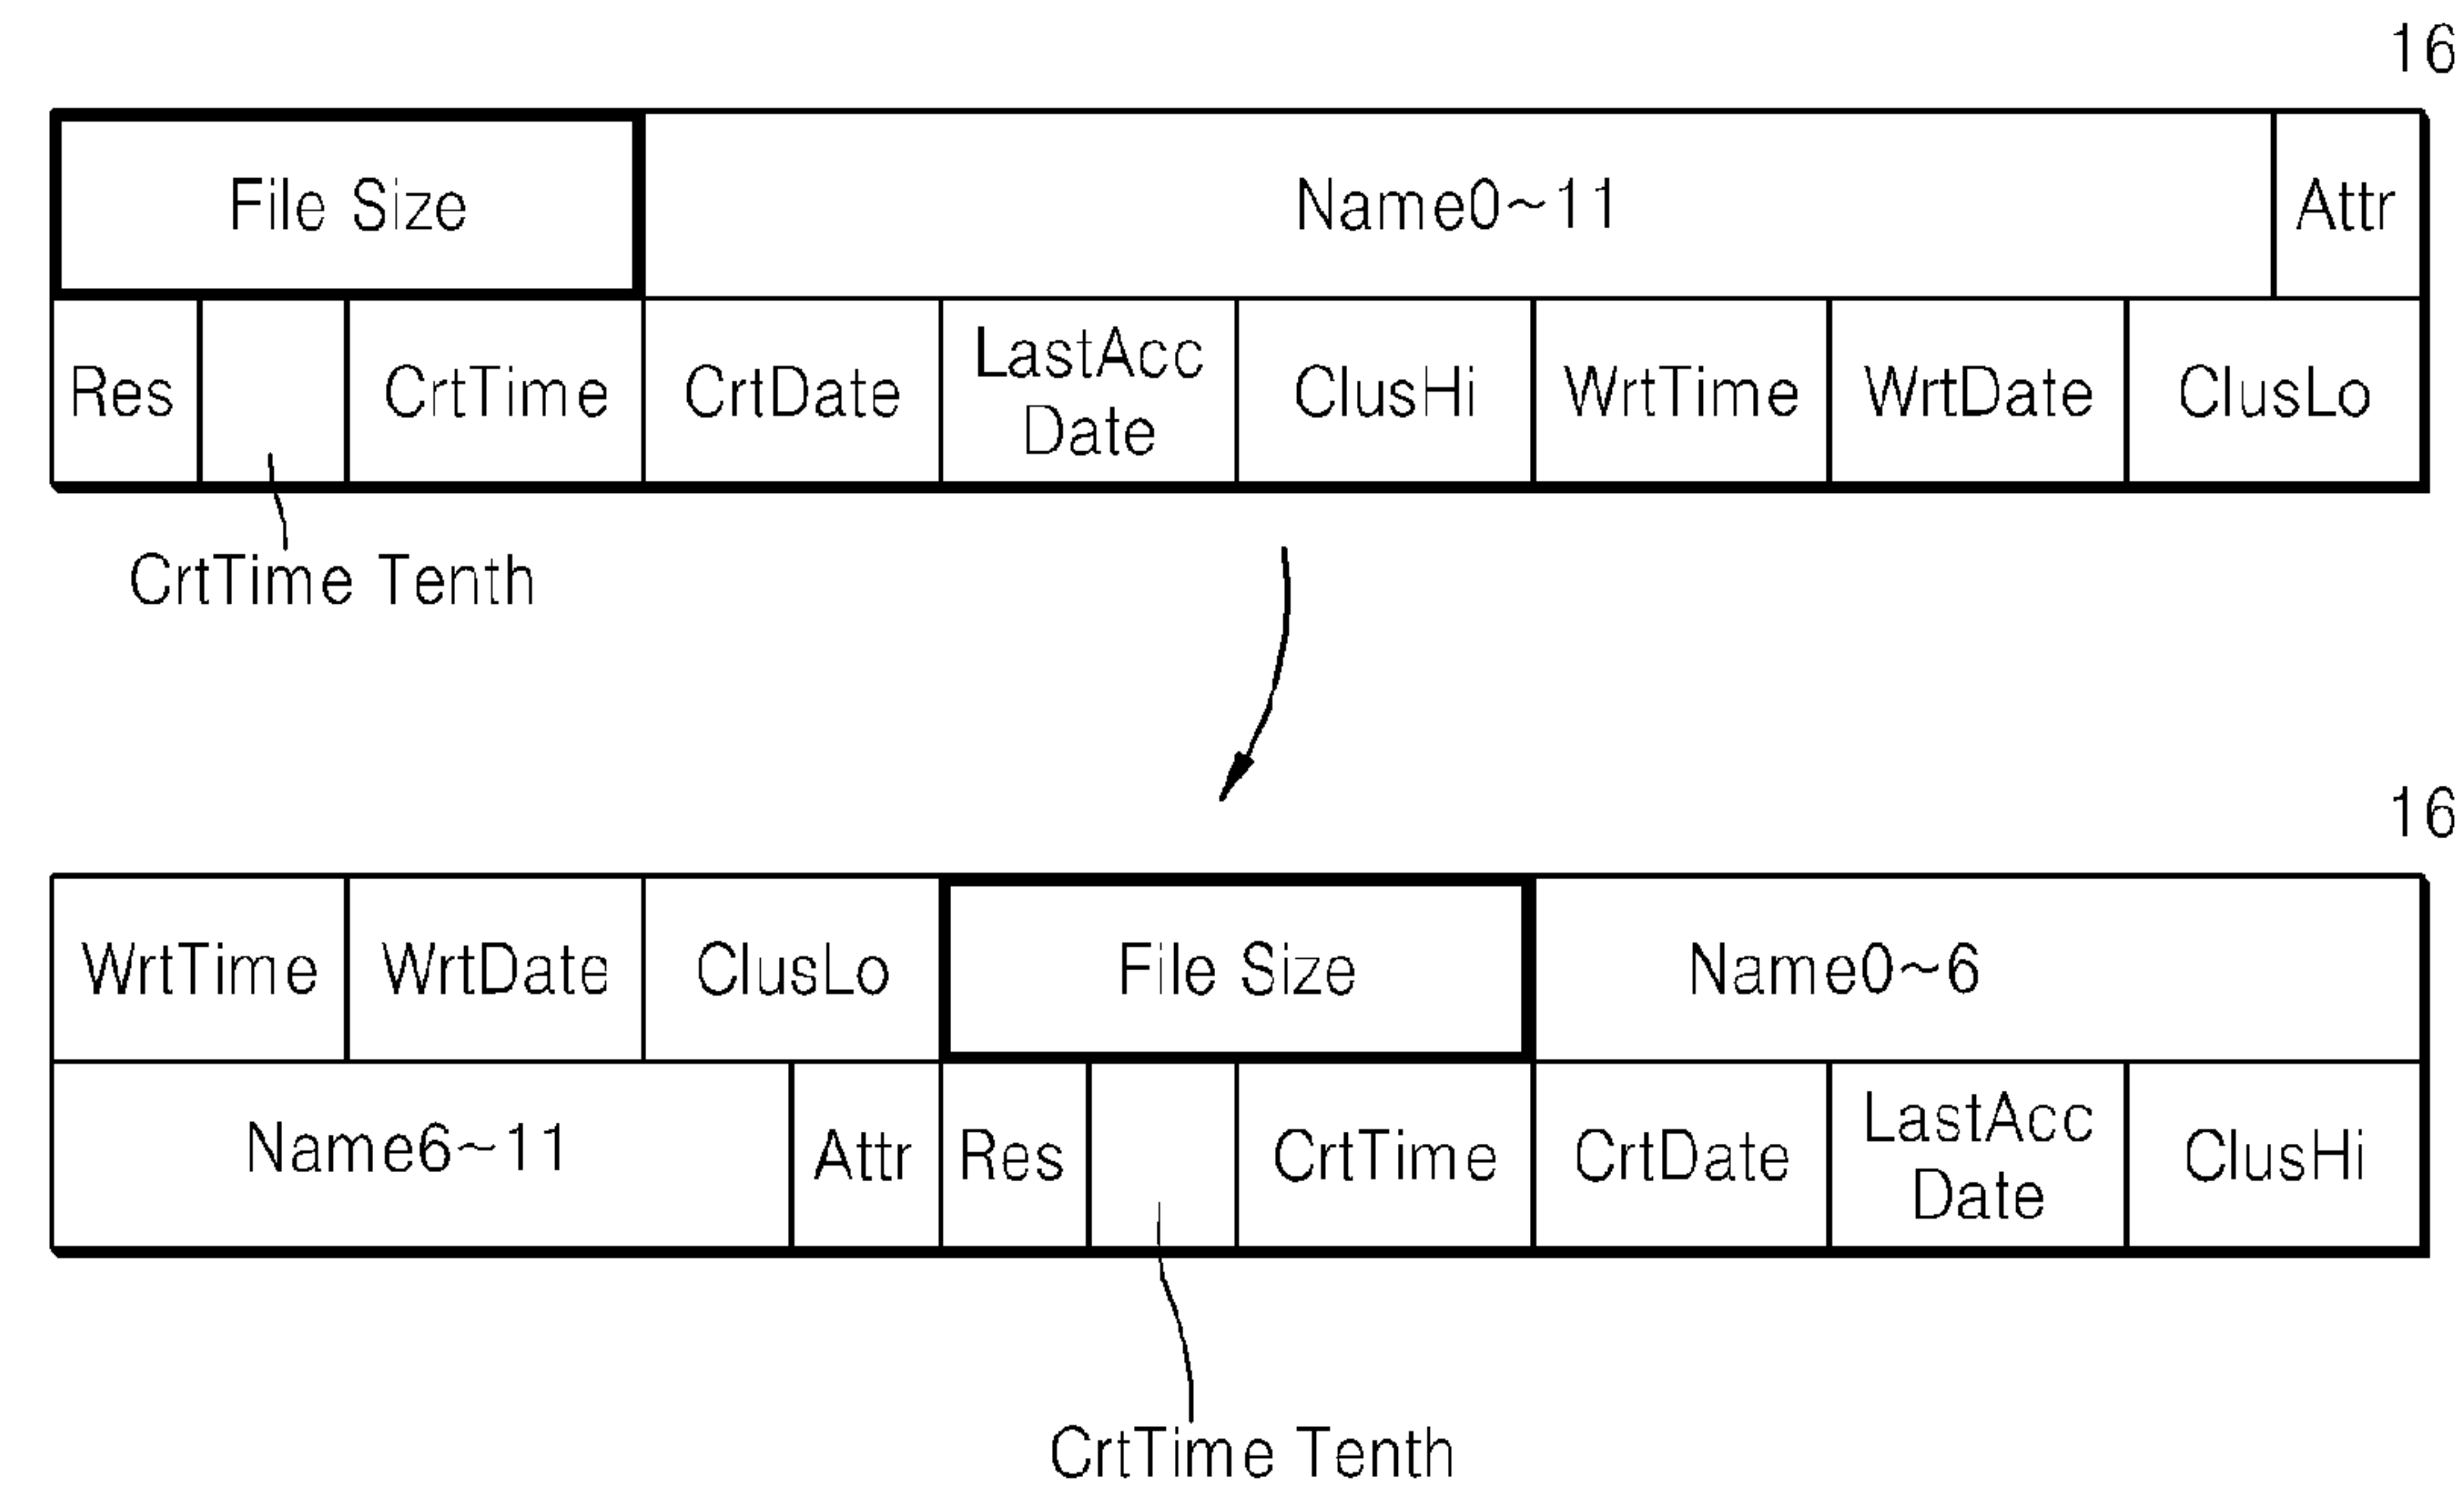 16
File Size Name0~11 Attr
Res CrtTime CrtDate LastAcc Date ClusHi WrtTime WrtDate ClusLo
CrtTime Tenth
16
WrtTime WrtDate ClusLo File Size Name0~6
Name6~11 Attr Res CrtTime CrtDate LastAcc Date ClusHi
CrtTime Tenth